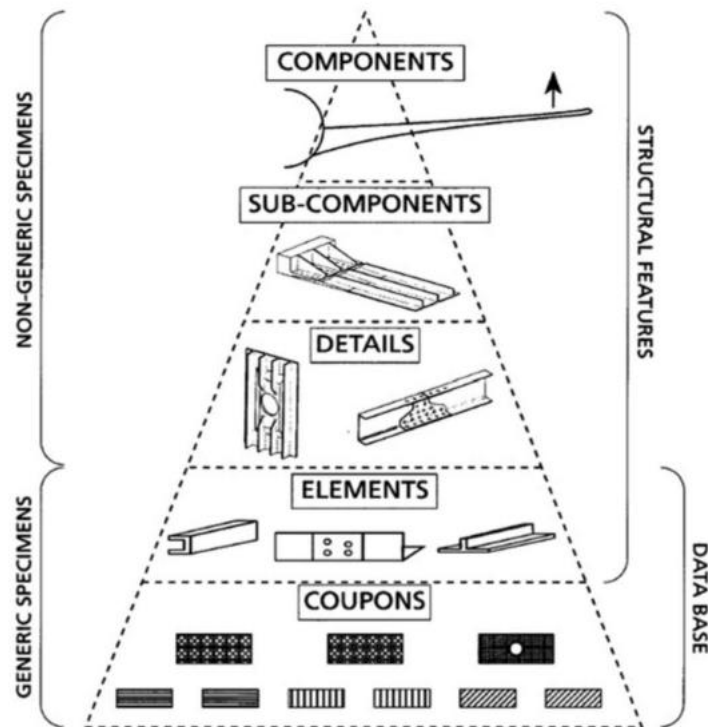 COMPONENTS
NON-GENERIC SPECIMENS
STRUCTURAL FEATURES
SUB-COMPONENTS
DETAILS
ELEMENTS
GENERIC SPECIMENS
DATA BASE
COUPONS